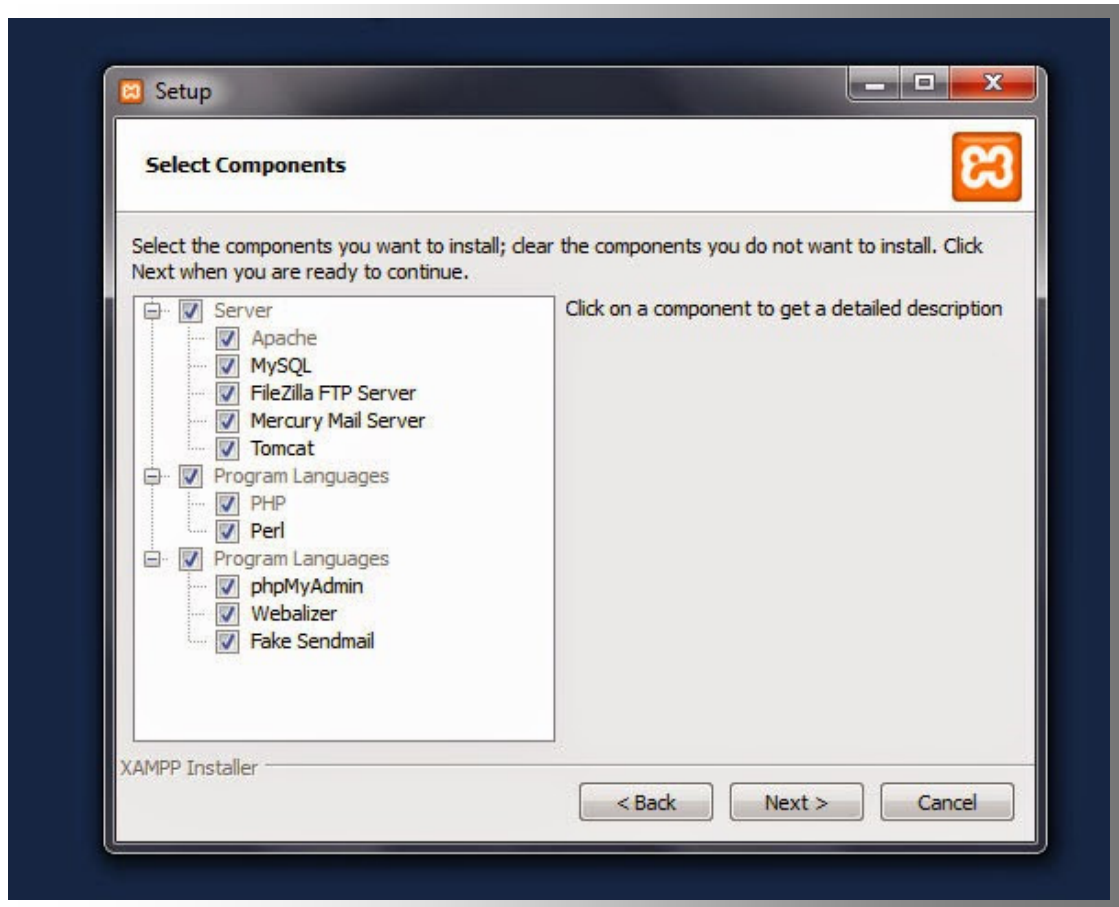 Setup
Select Components
Select the components you want to install; clear the components you do not want to install. Click
Next when you are ready to continue.
Server
Click on a component to get a detailed description
Apache
MySQL
FileZilla FTP Server
Mercury Mail Server
Tomcat
Program Languages
PHP
Perl
Program Languages
phpMyAdmin
Webalizer
Fake Sendmail
XAMPP Installer
< Back
Next >
Cancel